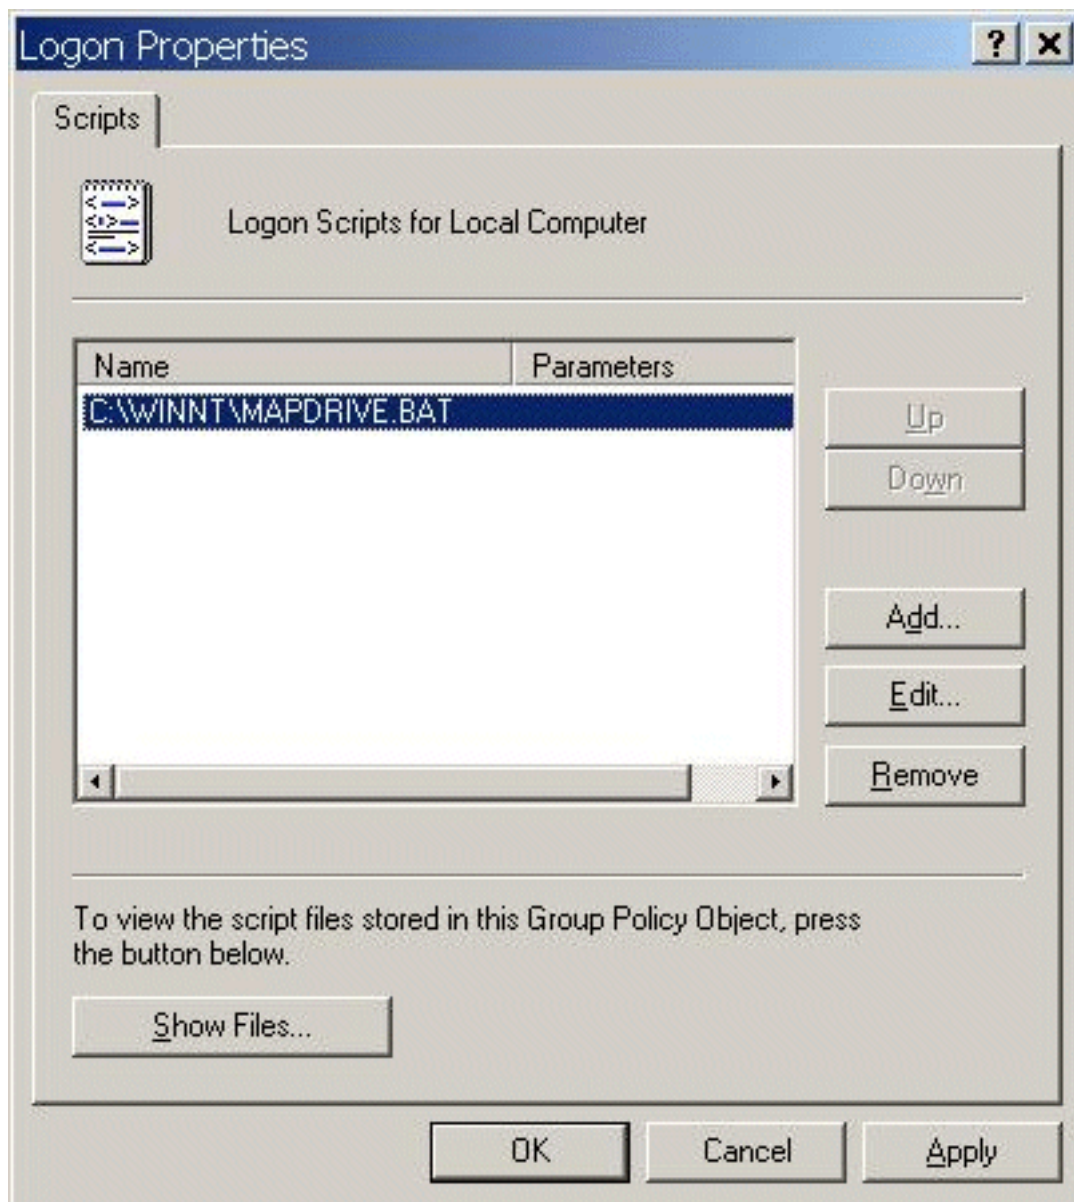 Logon Properties
Scripts
Logon Scripts for Local Computer
Name Parameters
C:\WINNT\MAPDRIVE.BAT
Up
Down
Add...
Edit...
Remove
To view the script files stored in this Group Policy Object, press
the button below.
Show Files...
OK Cancel Apply